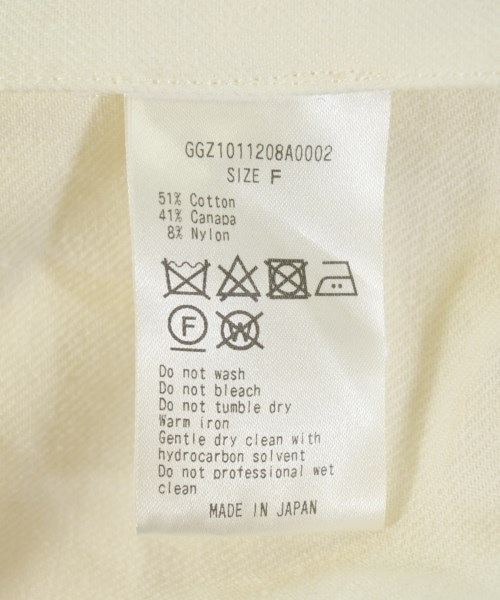 GGZ1011208A0002
SIZE F
51% Cotton
41% Canapa
8% Nylon
F
W
Do not wash
Do not bleach
Do not tumble dry
Warm iron
Gentle dry clean with
hydrocarbon solvent
Do not professional wet
clean
MADE IN JAPAN